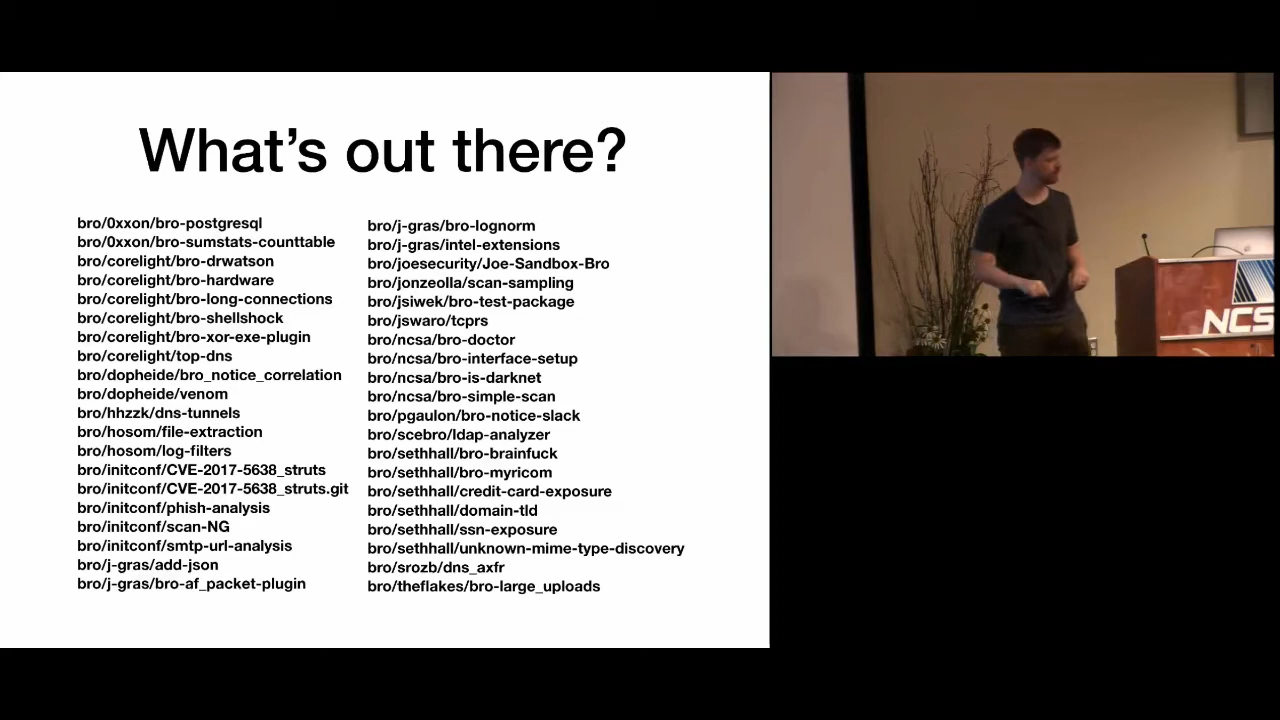 What's out there?
bro/0xxon/bro-postgresql
bro/0xxon/bro-sumstats-counttable
bro/corelight/bro-drwatson
bro/corelight/bro-hardware
bro/corelight/bro-long-connections
bro/corelight/bro-shellshock
bro/corelight/bro-xor-exe-plugin
bro/corelight/top-dns
bro/dopheide/bro_notice_correlation
bro/dopheide/venom
bro/hhzzk/dns-tunnels
bro/hosom/file-extraction
bro/hosom/log-filters
bro/initconf/CVE-2017-5638_struts
bro/initconf/CVE-2017-5638_struts.git
bro/initconf/phish-analysis
bro/initconf/scan-NG
bro/initconf/smtp-url-analysis
bro/j-gras/add-json
bro/j-gras/bro-af_packet-plugin
bro/j-gras/bro-lognorm
bro/j-gras/intel-extensions
bro/joesecurity/Joe-Sandbox-Bro
bro/jonzeolla/scan-sampling
bro/jsiwek/bro-test-package
bro/jswaro/tcprs
bro/ncsa/bro-doctor
bro/ncsa/bro-interface-setup
bro/ncsa/bro-is-darknet
bro/ncsa/bro-simple-scan
bro/pgaulon/bro-notice-slack
bro/scebro/ldap-analyzer
bro/sethhall/bro-brainfuck
bro/sethhall/bro-myricom
bro/sethhall/credit-card-exposure
bro/sethhall/domain-tld
bro/sethhall/ssn-exposure
bro/sethhall/unknown-mime-type-discovery
bro/srozb/dns_axfr
bro/theflakes/bro-large_uploads
NCS